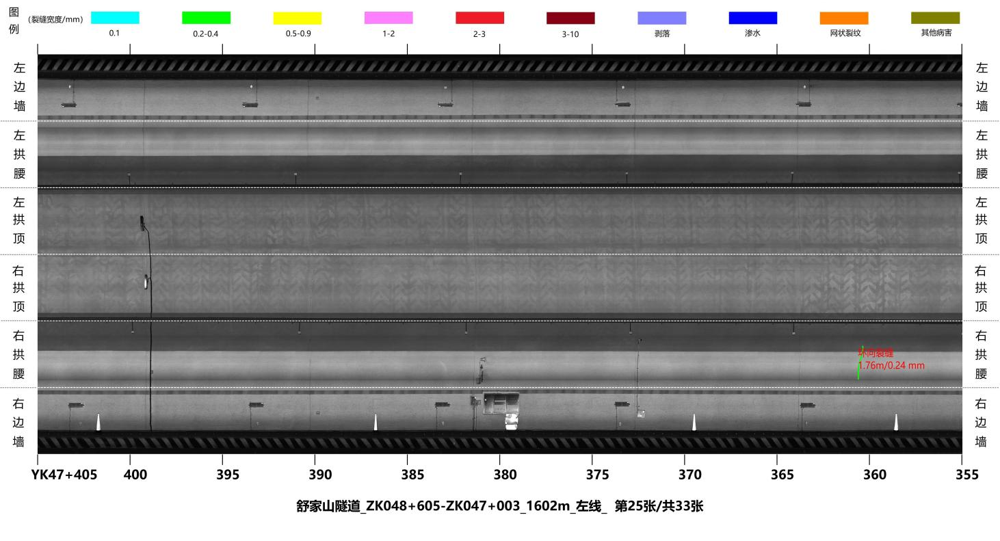 图例
(裂缝宽度/mm)
0.1
0.2-0.4
0.5-0.9
1-2
2-3
3-10
剥落
渗水
网状裂纹
其他病害
左边墙
左边墙
左拱腰
左拱腰
左拱顶
左拱顶
右拱顶
右拱顶
右拱腰
右拱腰
环向裂缝
1.76m/0.24 mm
右边墙
右边墙
YK47+405 400 395 390 385 380 375 370 365 360 355
舒家山隧道_ZK048+605-ZK047+003_1602m_左线_ 第25张/共33张